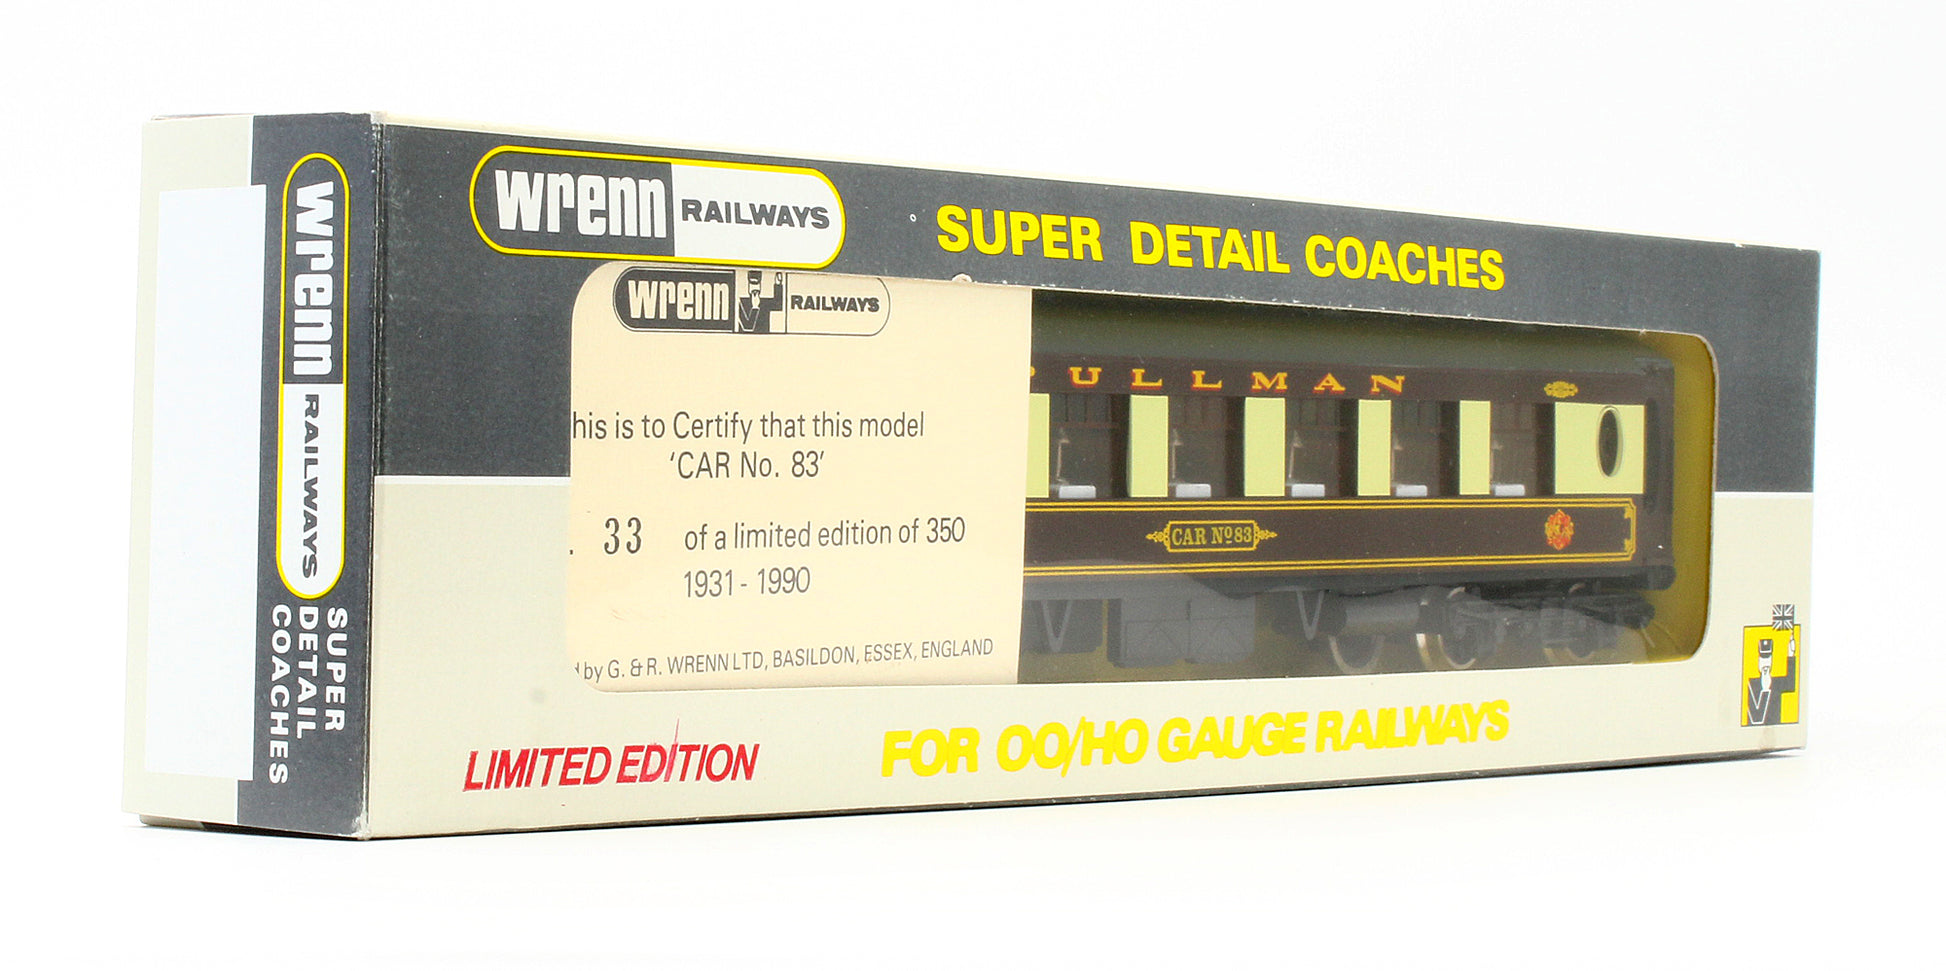 wrenn RAILWAYS
SUPER
DETAIL
COACHES
wrenn RAILWAYS
SUPER DETAIL COACHES
wrenn RAILWAYS
his is to Certify that this model
'CAR No. 83'
. 33 of a limited edition of 350
1931 - 1990
by G. & R. WRENN LTD, BASILDON, ESSEX, ENGLAND
PULLMAN
CAR Nº 83
LIMITED EDITION
FOR OO/HO GAUGE RAILWAYS